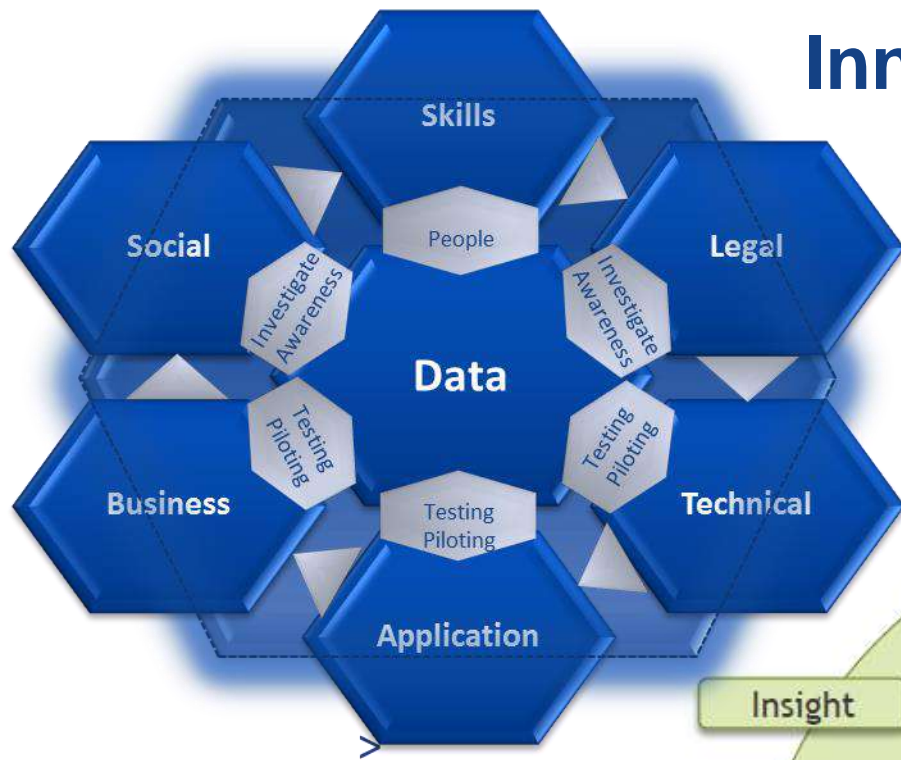 Inn
Skills
Social
People
Legal
Investigate
Awareness
Investigate
Awareness
Data
Testing
Piloting
Testing
Piloting
Business
Testing
Piloting
Technical
Application
Insight
>